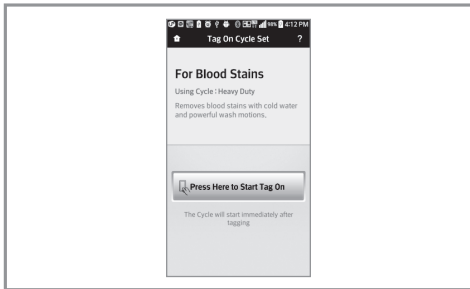 98% 4:12 PM
Tag On Cycle Set ?
For Blood Stains
Using Cycle : Heavy Duty
Removes blood stains with cold water
and powerful wash motions.
Press Here to Start Tag On
The Cycle will start immediately after
tagging